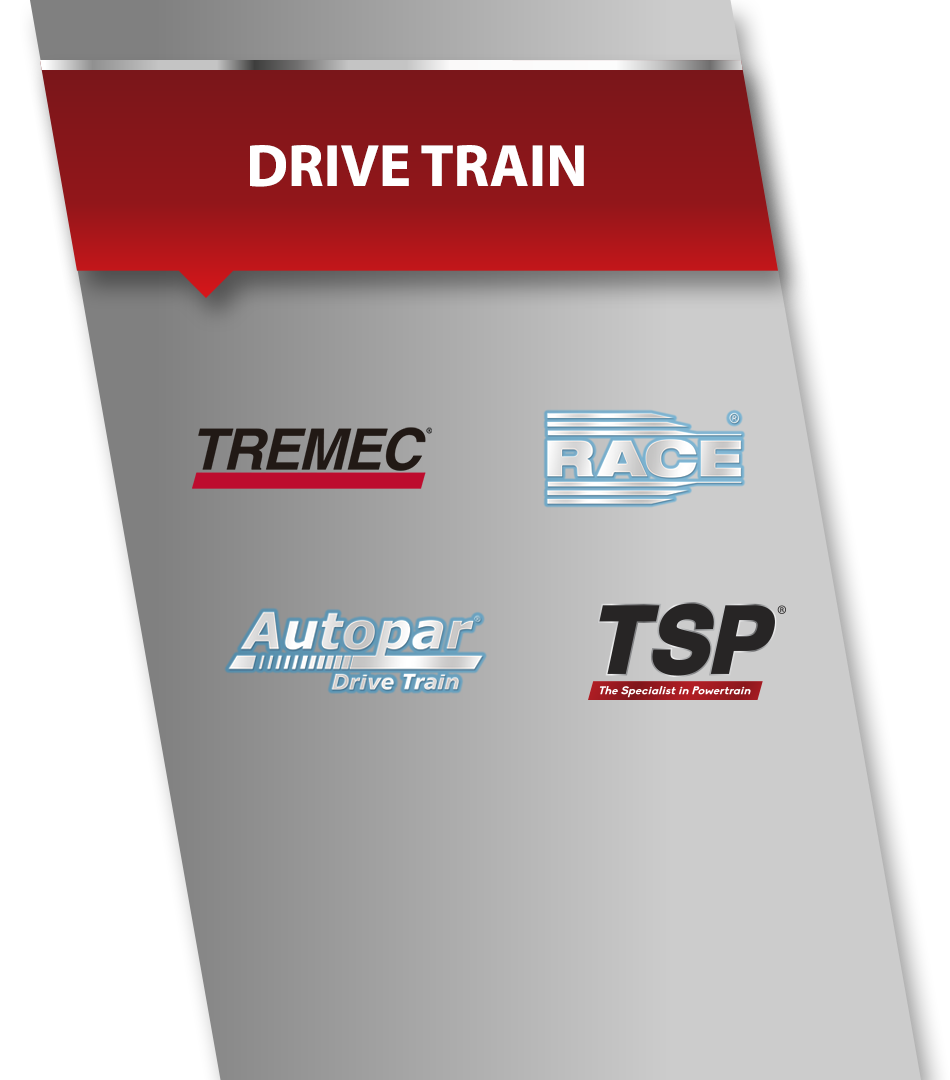 DRIVE TRAIN
TREMEC®
RACE®
Autopar®
Drive Train
TSP®
The Specialist in Powertrain